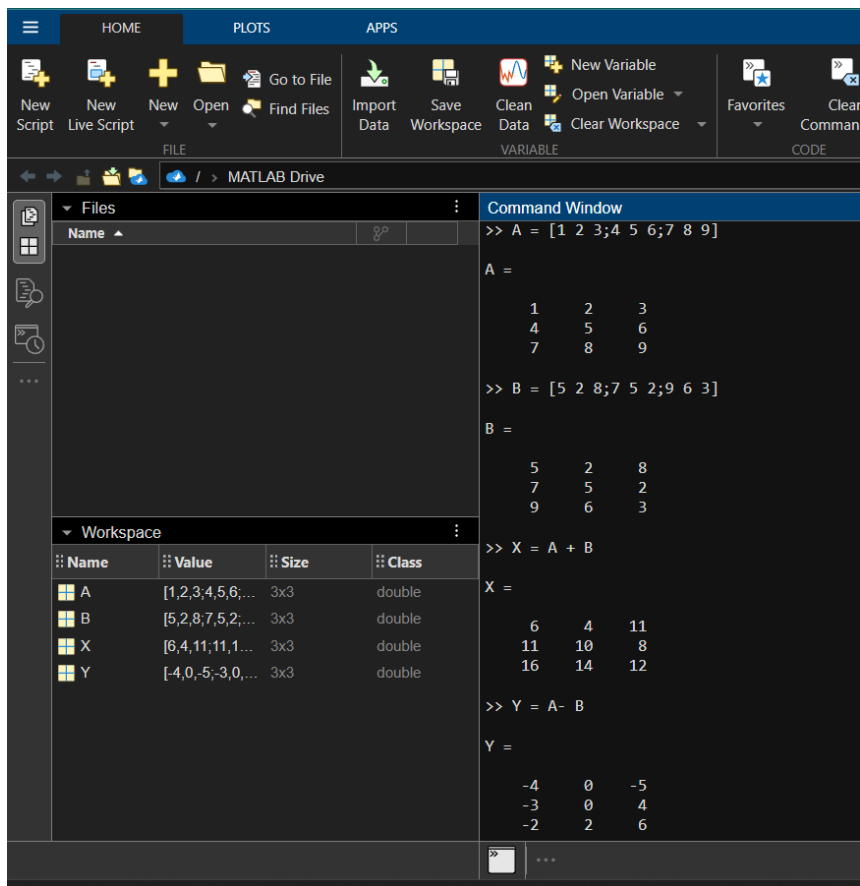 HOME PLOTS APPS
New Script
New Live Script
New
Open
Go to File
Find Files
FILE
Import Data
Save Workspace
Clean Data
New Variable
Open Variable
Clear Workspace
VARIABLE
Favorites
Clear
Comman
CODE
/ > MATLAB Drive
Files
Name
Workspace
Name Value Size Class
A [1,2,3;4,5,6;... 3x3 double
B [5,2,8;7,5,2;... 3x3 double
X [6,4,11;11,1... 3x3 double
Y [-4,0,-5;-3,0,... 3x3 double
Command Window
>> A = [1 2 3;4 5 6;7 8 9]
A =
1 2 3
4 5 6
7 8 9
>> B = [5 2 8;7 5 2;9 6 3]
B =
5 2 8
7 5 2
9 6 3
>> X = A + B
X =
6 4 11
11 10 8
16 14 12
>> Y = A- B
Y =
-4 0 -5
-3 0 4
-2 2 6